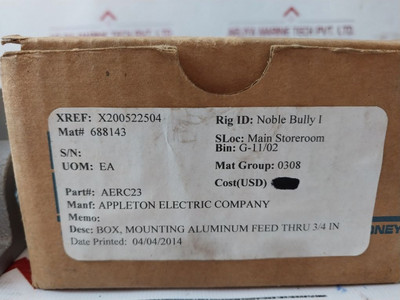 XREF: X200522504 Rig ID: Noble Bully I
Mat# 688143 SLoc: Main Storeroom
S/N: Bin: G-11/02
UOM: EA Mat Group: 0308
Cost(USD)
Part#: AERC23
Manf: APPLETON ELECTRIC COMPANY
Memo:
Desc: BOX, MOUNTING ALUMINUM FEED THRU 3/4 IN
Date Printed: 04/04/2014